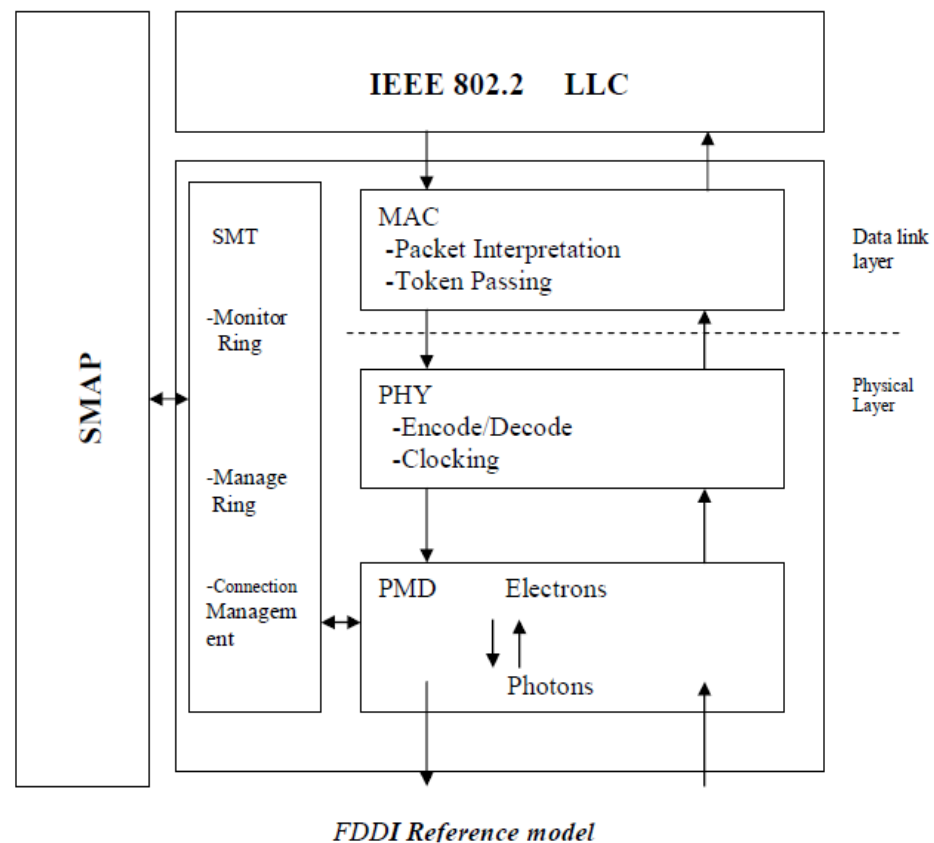 IEEE 802.2 LLC
SMAP
SMT
-Monitor
Ring
-Manage
Ring
-Connection
Managem
ent
MAC
-Packet Interpretation
-Token Passing
Data link
layer
PHY
-Encode/Decode
-Clocking
Physical
Layer
PMD Electrons
Photons
FDDI Reference model